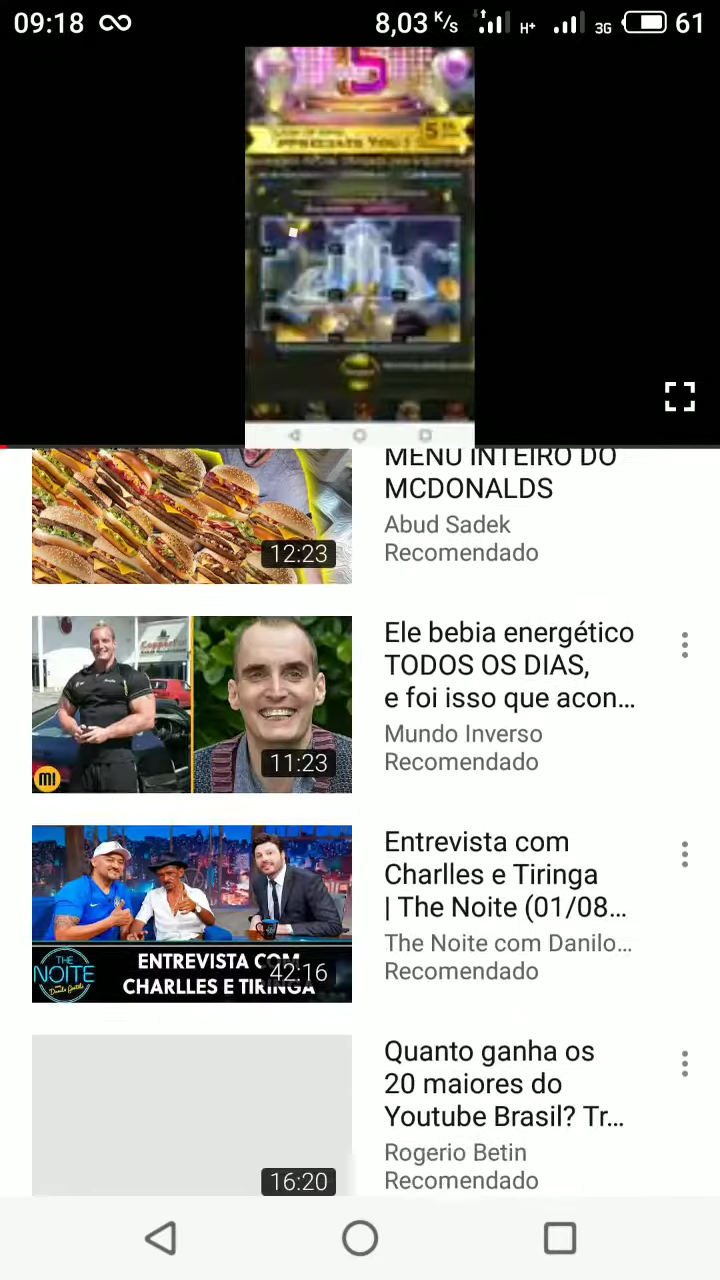 09:18
8,03 K/s H+ 3G 61
5
5
MENU INTEIRO DO
MCDONALDS
Abud Sadek
Recomendado
12:23
Ele bebia energético
TODOS OS DIAS,
e foi isso que acon...
Mundo Inverso
Recomendado
MI
11:23
Entrevista com
Charlles e Tiringa
| The Noite (01/08...
The Noite com Danilo...
Recomendado
THE
NOITE
ENTREVISTA COM
CHARLLES E TIRINGA
42:16
Quanto ganha os
20 maiores do
Youtube Brasil? Tr...
Rogerio Betin
Recomendado
16:20